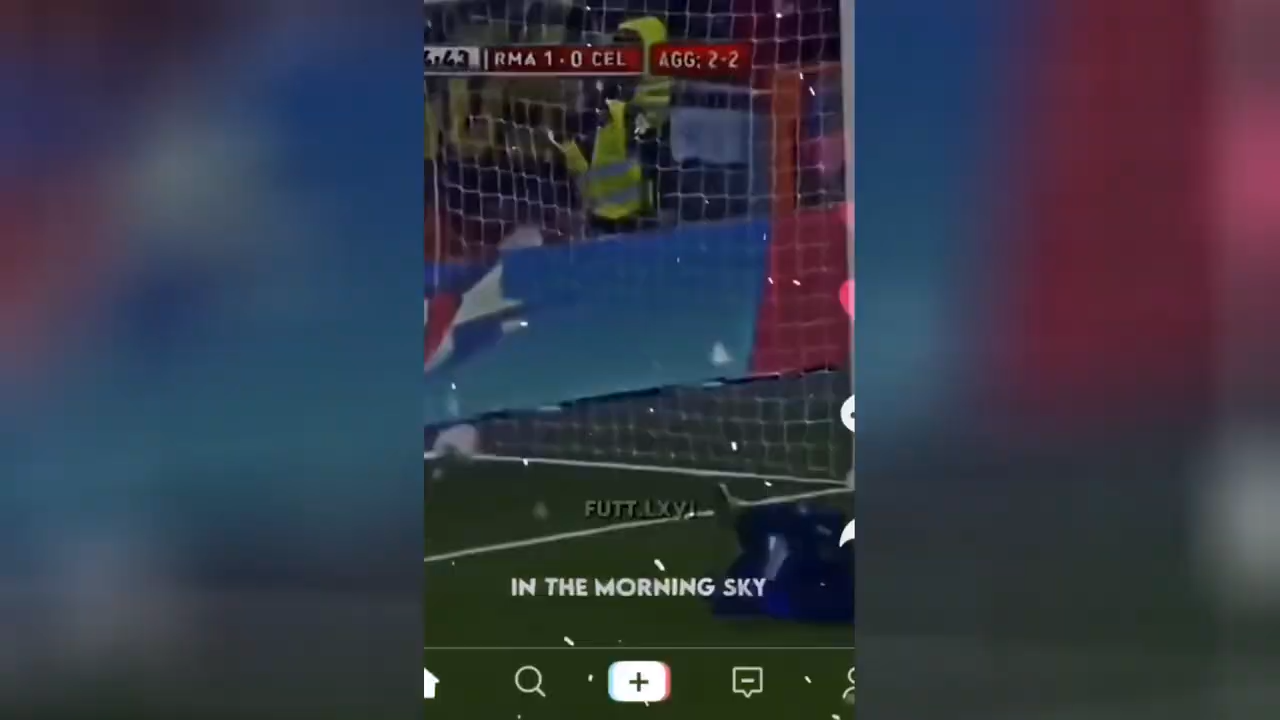 RMA 1-0 CEL AGG: 2-2
FUTT.LXVI
IN THE MORNING SKY